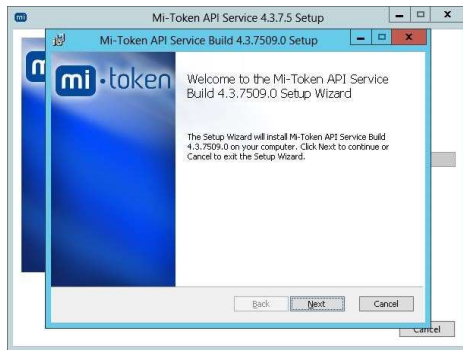 Mi-Token API Service 4.3.7.5 Setup
Mi-Token API Service Build 4.3.7509.0 Setup
mi·token
Welcome to the Mi-Token API Service
Build 4.3.7509.0 Setup Wizard
The Setup Wizard will install Mi-Token API Service Build
4.3.7509.0 on your computer. Click Next to continue or
Cancel to exit the Setup Wizard.
Back Next Cancel
Cancel